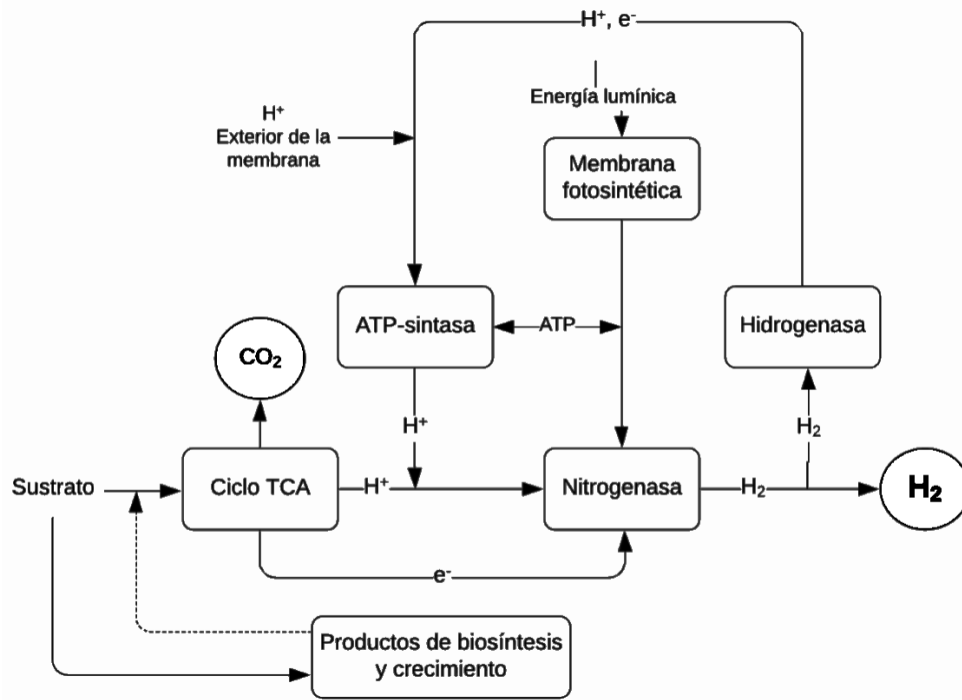 H⁺, e⁻
Energía lumínica
H⁺
Exterior de la
membrana
Membrana
fotosintética
ATP-sintasa
ATP
Hidrogenasa
CO₂
H⁺
H₂
Sustrato
Ciclo TCA
H⁺
Nitrogenasa
H₂
H₂
e⁻
Productos de biosíntesis
y crecimiento